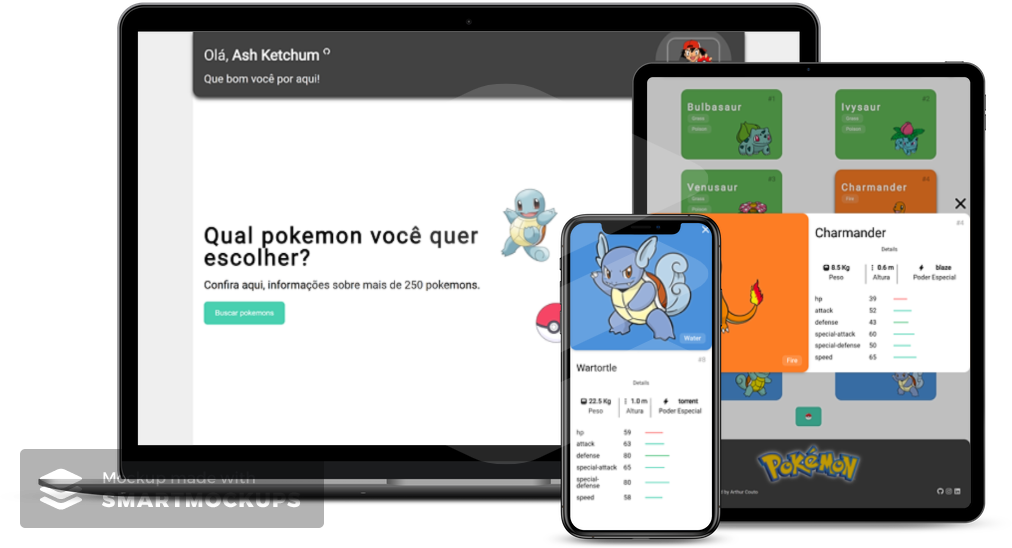 Olá, Ash Ketchum
Que bom você por aqui!
Qual pokemon você quer
escolher?
Confira aqui, informações sobre mais de 250 pokemons.
Buscar pokemons
Bulbasaur
#1
Grass
Poison
Ivysaur
#2
Grass
Poison
Venusaur
#3
Grass
Poison
Charmander
#4
Fire
Fire
#4
Charmander
Details
8.5 Kg
Peso
0.6 m
Altura
blaze
Poder Especial
hp 39
attack 52
defense 43
special-attack 60
special-defense 50
speed 65
POKéMON
by Arthur Couto
Water
#8
Wartortle
Details
22.5 Kg
Peso
1.0 m
Altura
torrent
Poder Especial
hp 59
attack 63
defense 80
special-attack 65
special-
defense 80
speed 58
Mockup made with
SMARTMOCKUPS